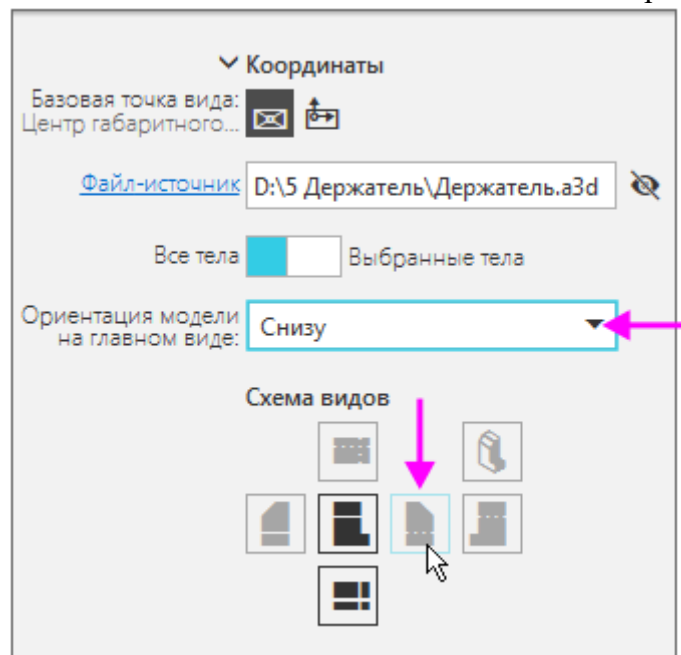 Координаты
Базовая точка вида:
Центр габаритного...
Файл-источник D:\5 Держатель\Держатель.a3d
Все тела Выбранные тела
Ориентация модели
на главном виде: Снизу
Схема видов